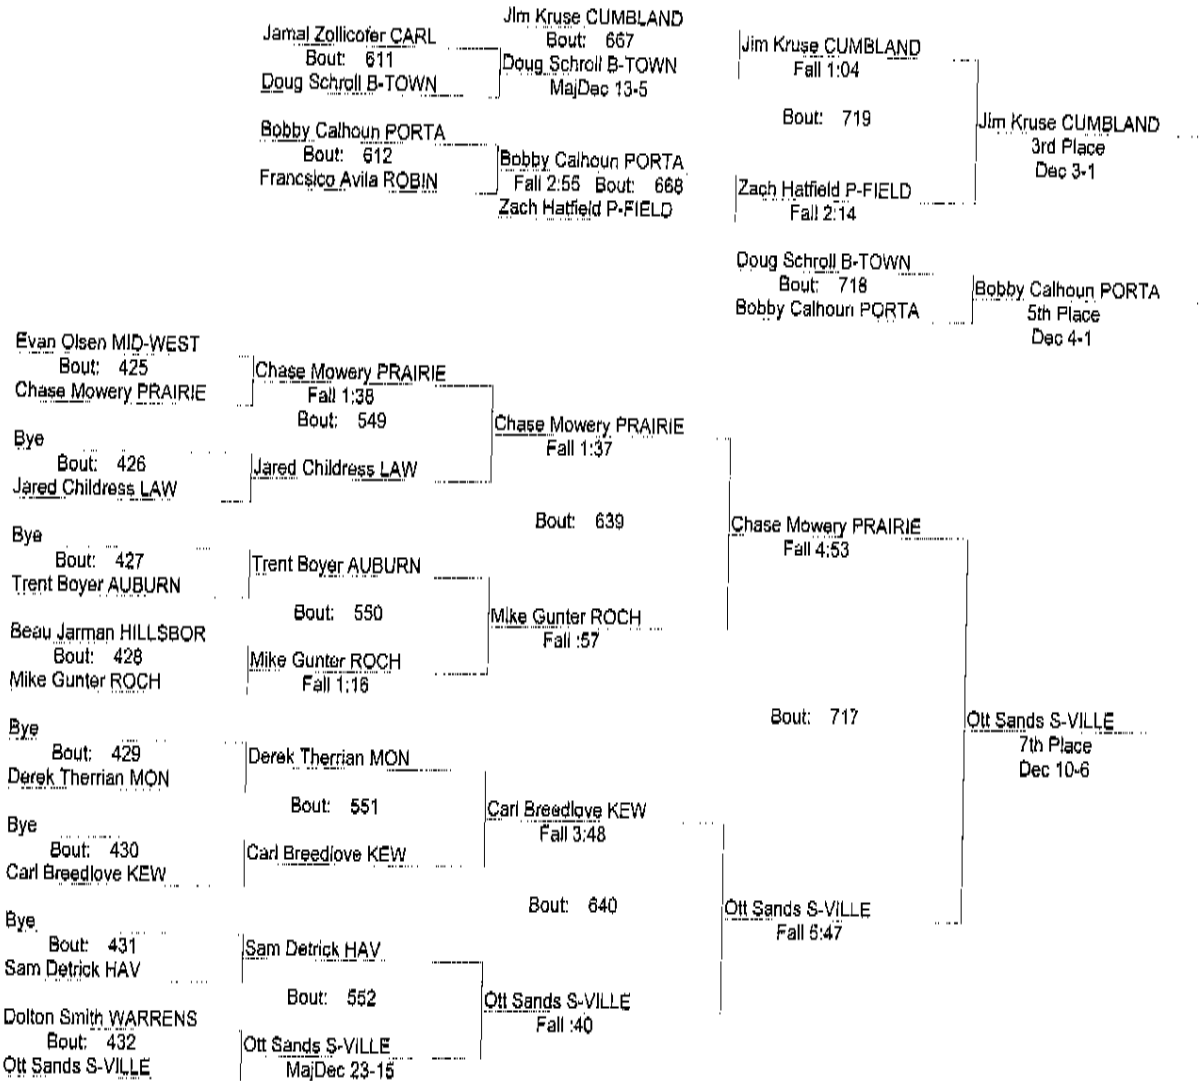 Jamal Zollicofer CARL
Bout: 611
Doug Schroll B-TOWN
Bobby Calhoun PORTA
Bout: 612
Francsico Avila ROBIN
Jim Kruse CUMBLAND
Bout: 667
Doug Schroll B-TOWN
MajDec 13-5
Bobby Calhoun PORTA
Fall 2:55 Bout: 668
Zach Hatfield P-FIELD
Jim Kruse CUMBLAND
Fall 1:04
Bout: 719
Zach Hatfield P-FIELD
Fall 2:14
Jim Kruse CUMBLAND
3rd Place
Dec 3-1
Doug Schroll B-TOWN
Bout: 718
Bobby Calhoun PORTA
Bobby Calhoun PORTA
5th Place
Dec 4-1
Evan Olsen MID-WEST
Bout: 425
Chase Mowery PRAIRIE
Bye
Bout: 426
Jared Childress LAW
Bye
Bout: 427
Trent Boyer AUBURN
Beau Jarman HILLSBOR
Bout: 428
Mike Gunter ROCH
Bye
Bout: 429
Derek Therrian MON
Bye
Bout: 430
Carl Breedlove KEW
Bye
Bout: 431
Sam Detrick HAV
Dolton Smith WARRENS
Bout: 432
Ott Sands S-VILLE
Chase Mowery PRAIRIE
Fall 1:38
Bout: 549
Jared Childress LAW
Trent Boyer AUBURN
Bout: 550
Mike Gunter ROCH
Fall 1:16
Derek Therrian MON
Bout: 551
Carl Breedlove KEW
Sam Detrick HAV
Bout: 552
Ott Sands S-VILLE
MajDec 23-15
Chase Mowery PRAIRIE
Fall 1:37
Bout: 639
Mike Gunter ROCH
Fall :57
Carl Breedlove KEW
Fall 3:48
Bout: 640
Ott Sands S-VILLE
Fall :40
Chase Mowery PRAIRIE
Fall 4:53
Bout: 717
Ott Sands S-VILLE
Fall 5:47
Ott Sands S-VILLE
7th Place
Dec 10-6